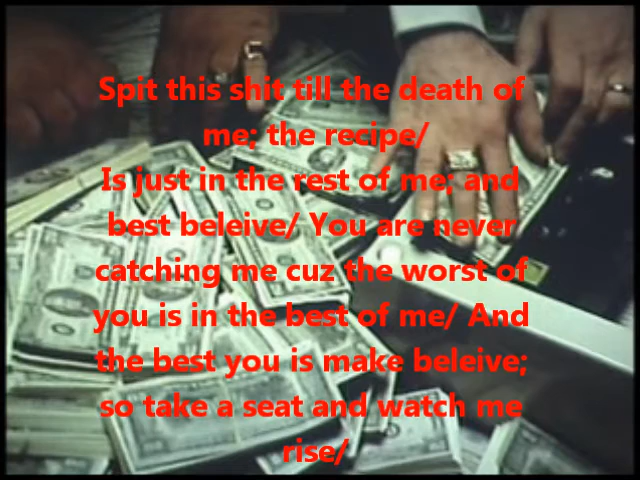 Spit this shit till the death of
me; the recipe/
Is just in the rest of me; and
best beleive/ You are never
catching me cuz the worst of
you is in the best of me/ And
the best you is make beleive;
so take a seat and watch me
rise/